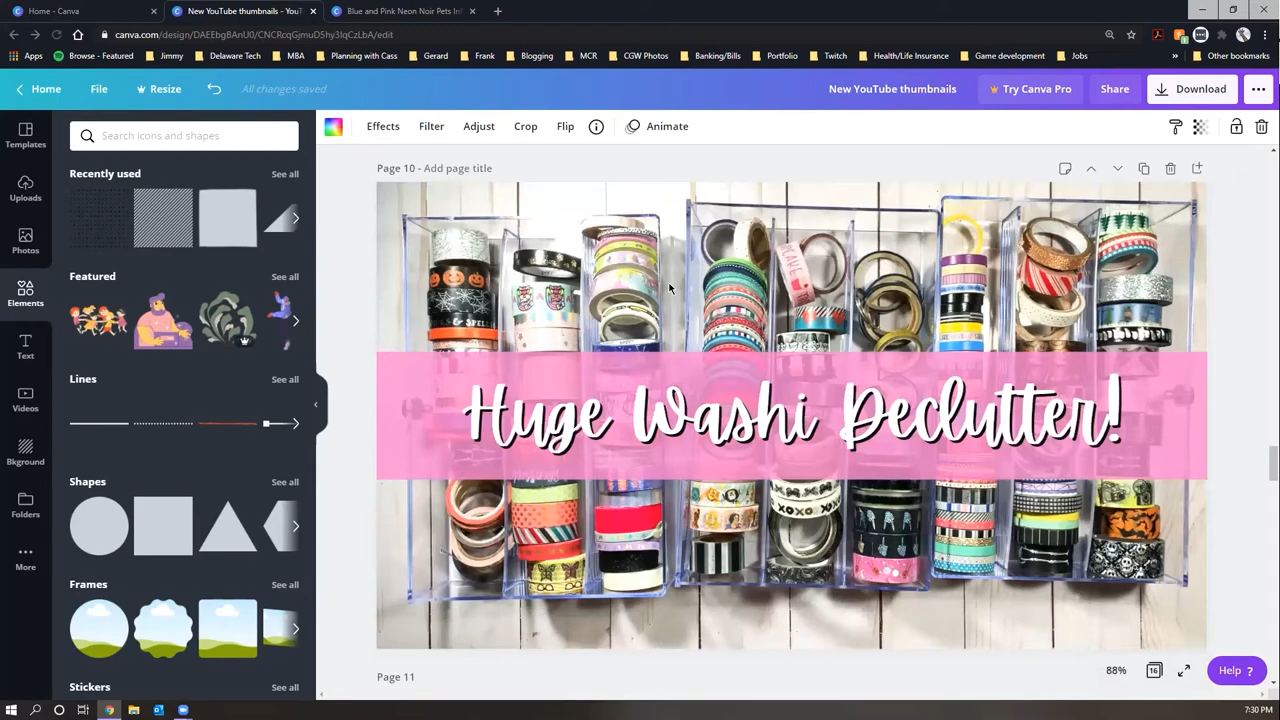 Home - Canva
New YouTube thumbnails - YouT
Blue and Pink Neon Noir Pets In
canva.com/design/DAEEbgBAnU0/CNCRcqGjmuD5hy3IqCzLbA/edit
Apps
Browse - Featured
Jimmy
Delaware Tech
MBA
Planning with Cass
Gerard
Frank
Blogging
MCR
CGW Photos
Banking/Bills
Portfolio
Twitch
Health/Life Insurance
Game development
Jobs
»
Other bookmarks
Home
File
Resize
All changes saved
New YouTube thumbnails
Try Canva Pro
Share
Download
Templates
Uploads
Photos
Elements
Text
Videos
Bkground
Folders
More
Search icons and shapes
Recently used
See all
Featured
See all
Lines
See all
Shapes
See all
Frames
See all
Stickers
See all
Effects
Filter
Adjust
Crop
Flip
Animate
Page 10 - Add page title
& SPELL
XOXO
Huge Washi Declutter!
Page 11
88%
16
Help ?
7:30 PM